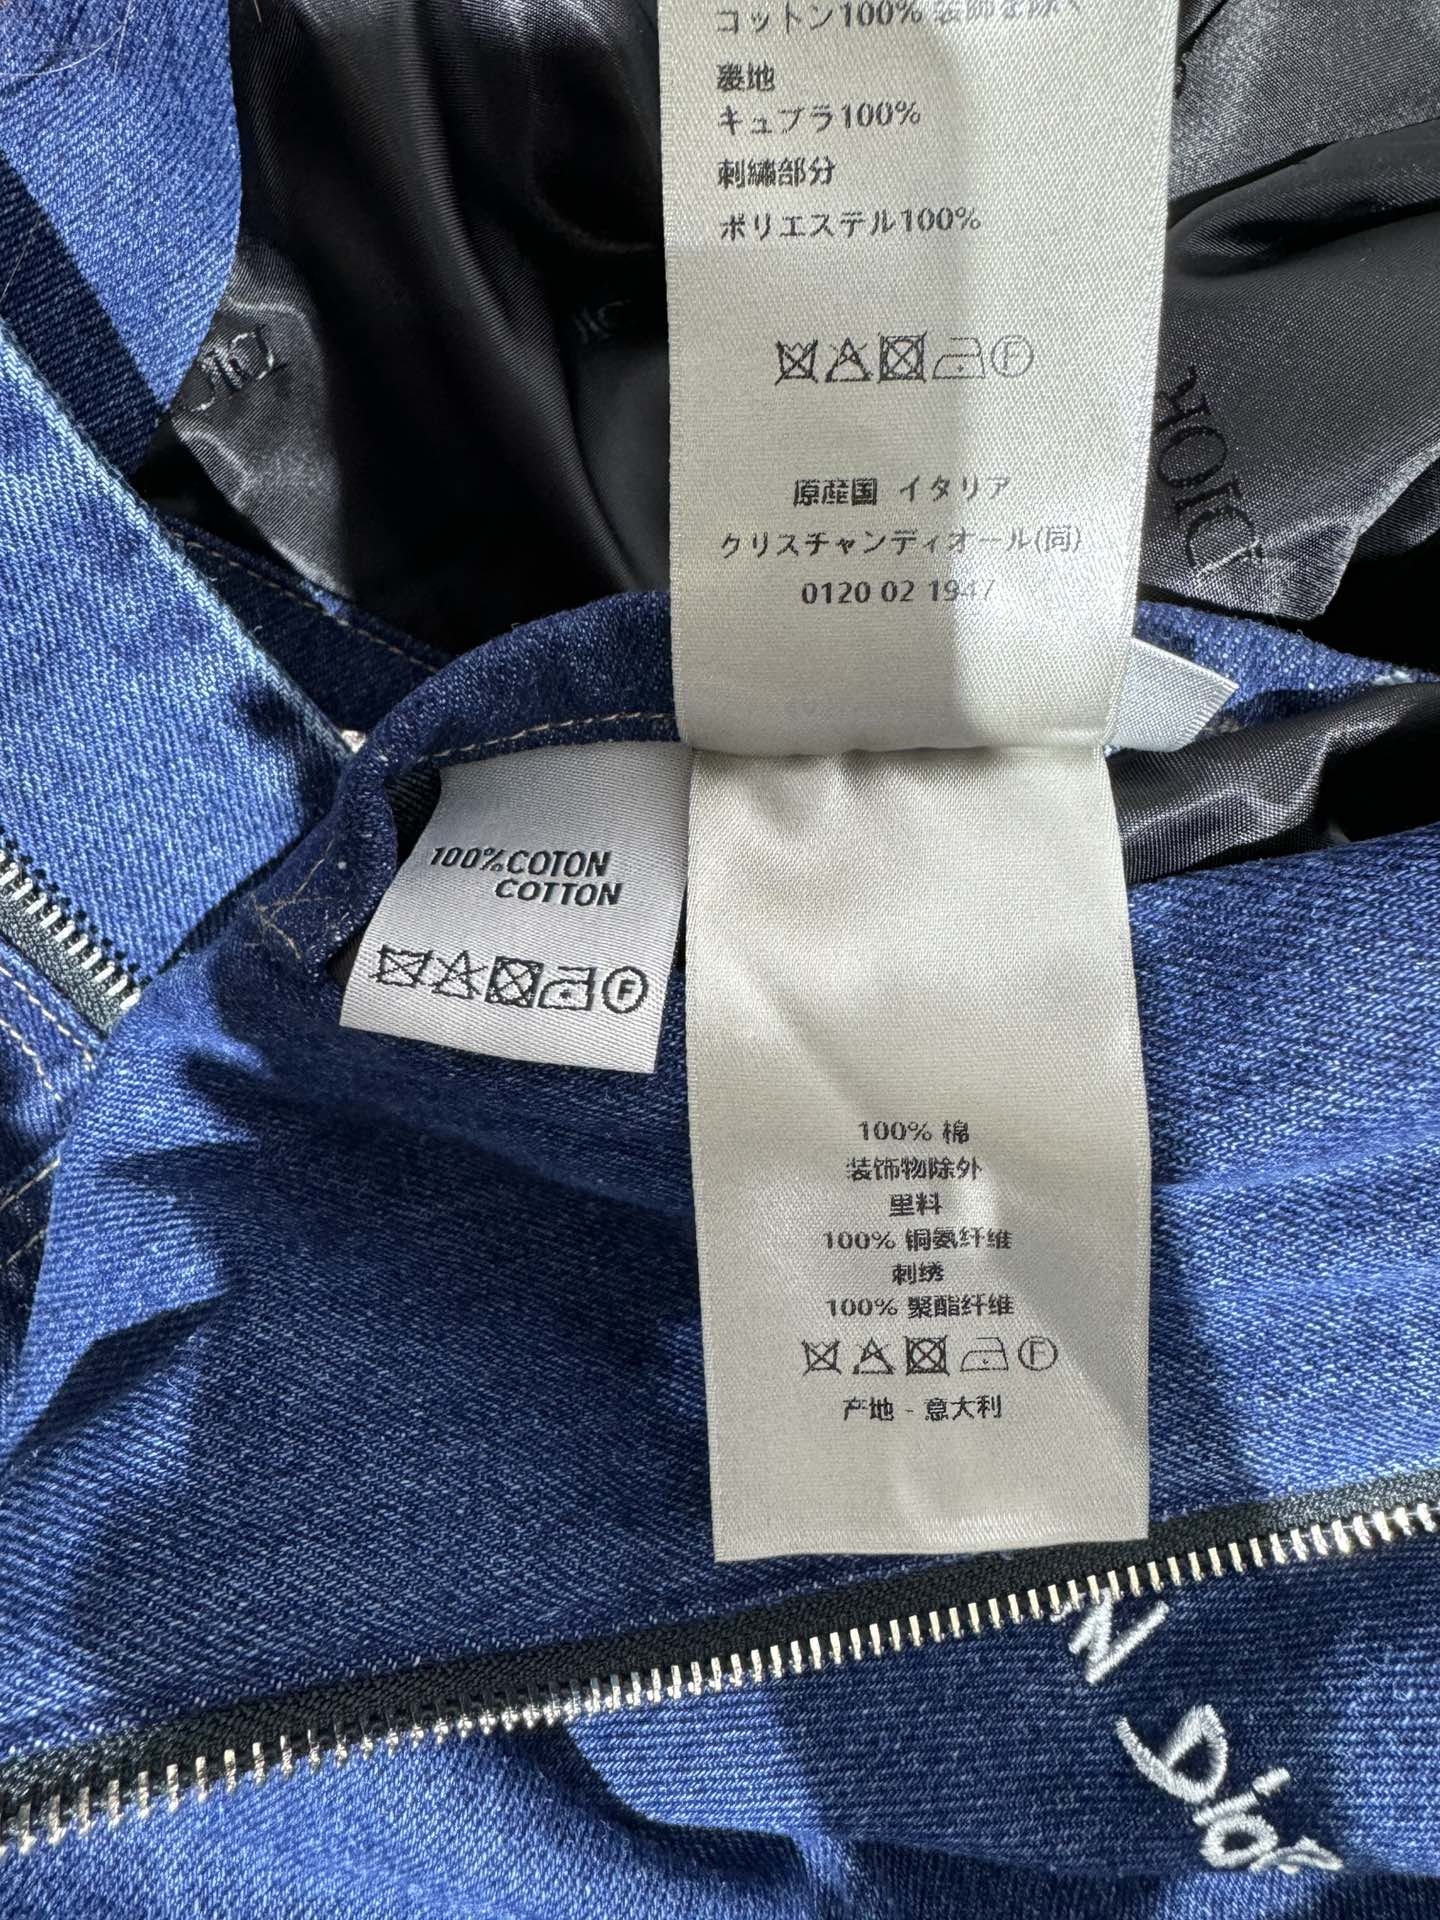 コットン100% 装飾を除く
裏地
キュプラ100%
刺繍部分
ポリエステル100%
F
原産国 イタリア
クリスチャンディオール(同)
0120 02 1947
100% COTON
COTTON
F
100% 棉
装饰物除外
里料
100% 铜氨纤维
刺绣
100% 聚酯纤维
F
产地 - 意大利
DIOR
DIOR
N
Dior